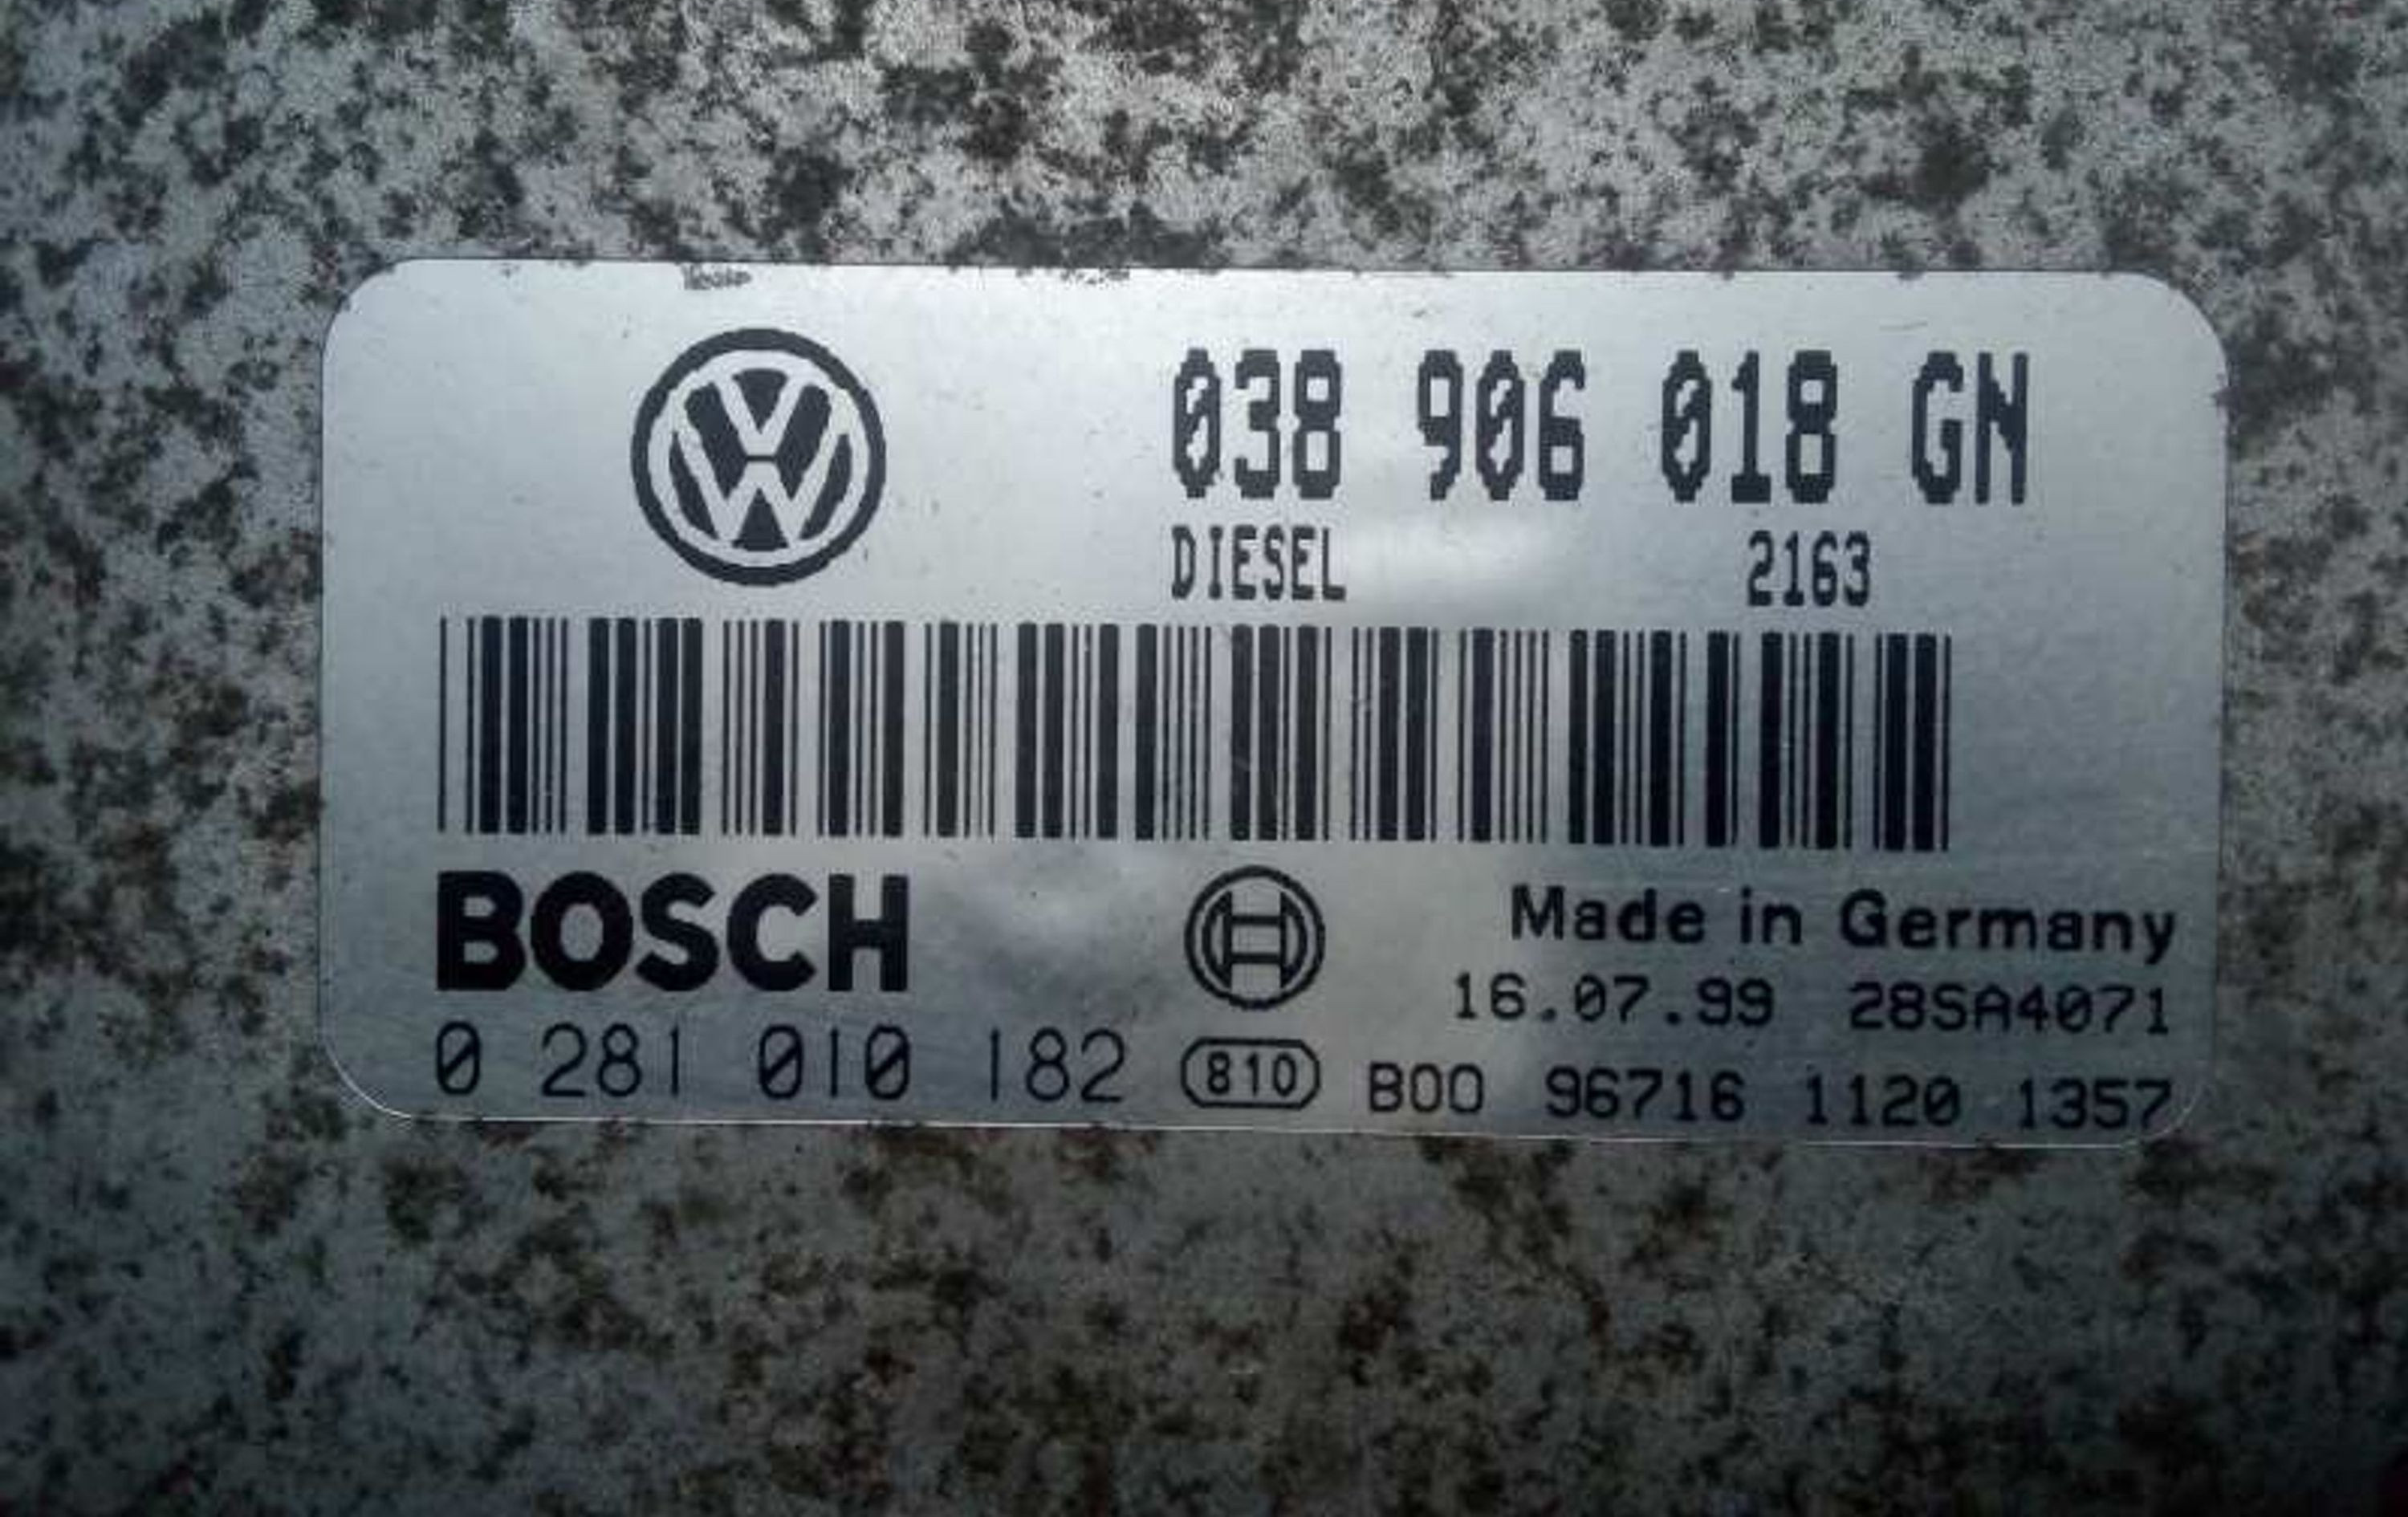 038 906 018 GN
DIESEL 2163
BOSCH
Made in Germany
16.07.99 28SA4071
0 281 010 182 810 B00 96716 1120 1357